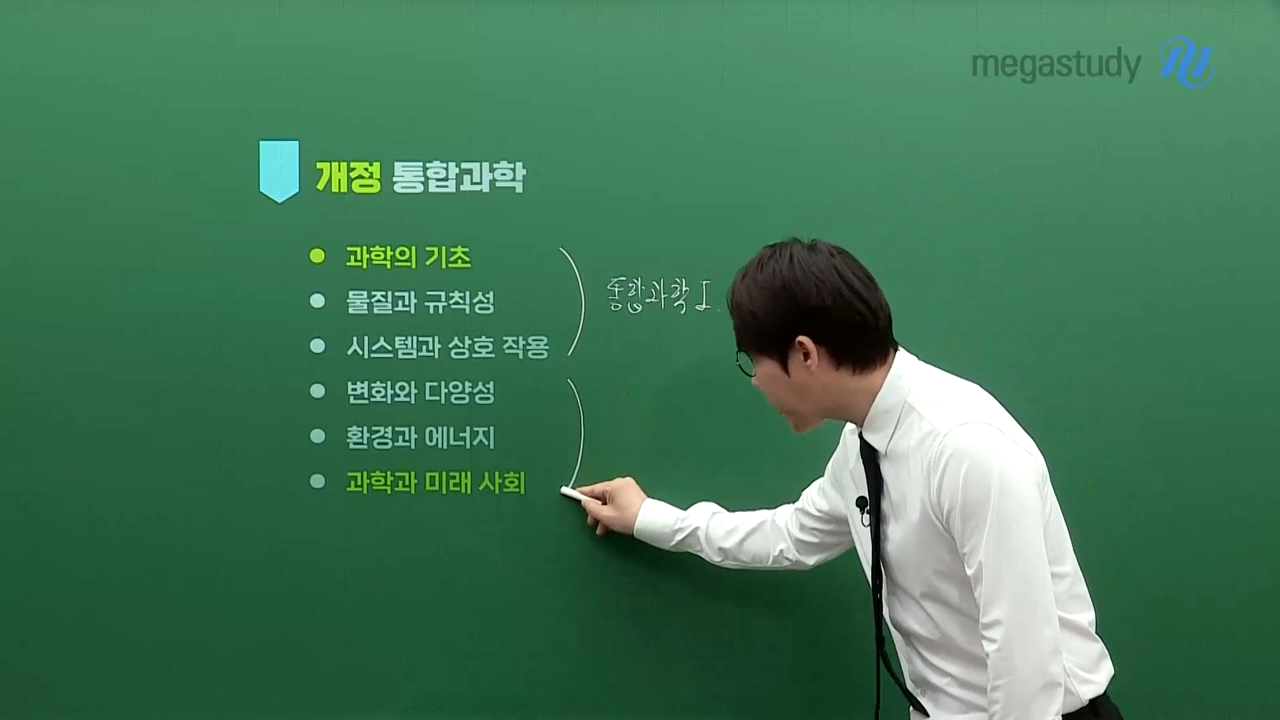 megastudy
개정 통합과학
과학의 기초
물질과 규칙성
시스템과 상호 작용
통합과학 I
변화와 다양성
환경과 에너지
과학과 미래 사회